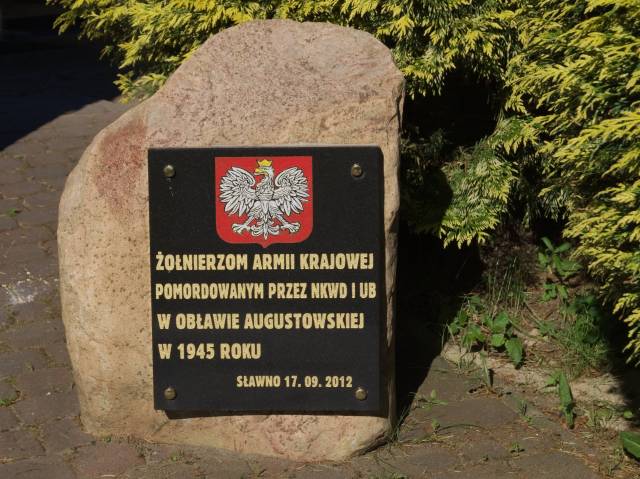 ŻOŁNIERZOM ARMII KRAJOWEJ
POMORDOWANYM PRZEZ NKWD I UB
W OBŁAWIE AUGUSTOWSKIEJ
W 1945 ROKU
SŁAWNO 17. 09. 2012